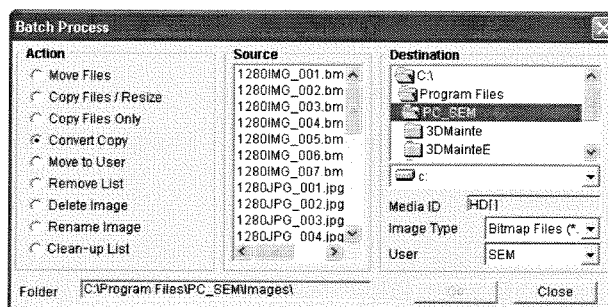 Batch Process
Action
Move Files
Copy Files / Resize
Copy Files Only
Convert Copy
Move to User
Remove List
Delete Image
Rename Image
Clean-up List
Source
1280IMG_001.bm
1280IMG_002.bm
1280IMG_003.bm
1280IMG_004.bm
1280IMG_005.bm
1280IMG_006.bm
1280IMG_007.bm
1280JPG_001.jpg
1280JPG_002.jpg
1280JPG_003.jpg
1280JPG_004.jpg
Destination
C:\
Program Files
PC_SEM
3DMainte
3DMainteE
c:
Media ID HD[]
Image Type Bitmap Files (*.
User SEM
Folder C:\Program Files\PC_SEM\Images\
Close